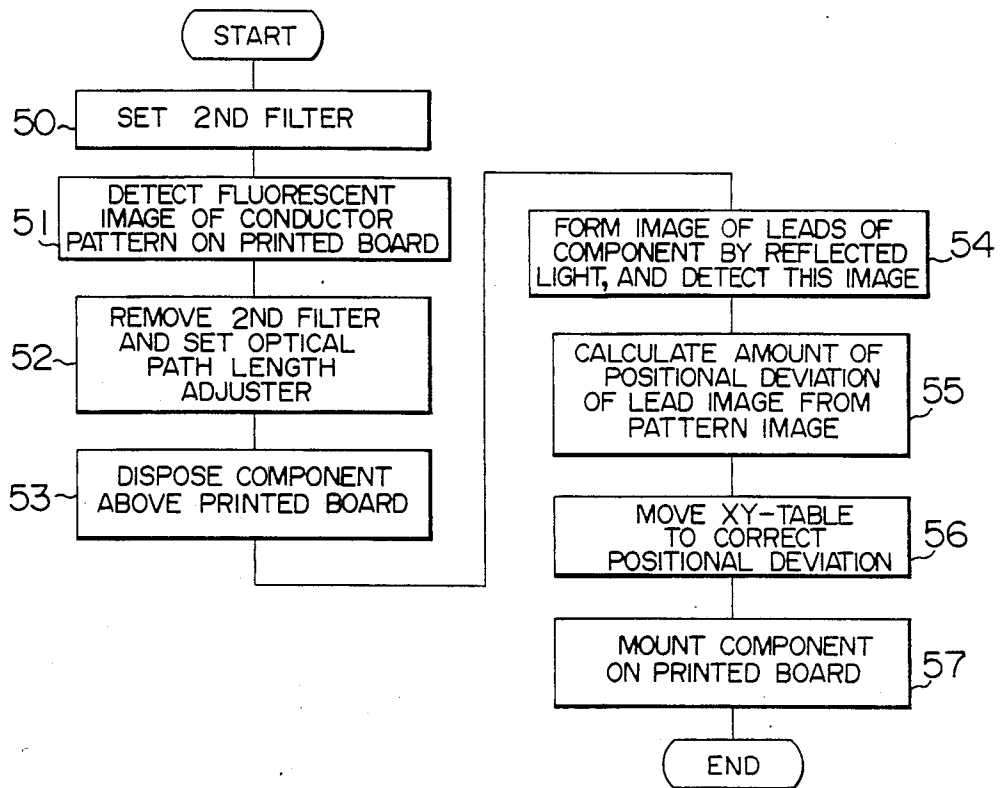 START
50
SET 2ND FILTER
51
DETECT FLUORESCENT
IMAGE OF CONDUCTOR
PATTERN ON PRINTED BOARD
52
REMOVE 2ND FILTER
AND SET OPTICAL
PATH LENGTH
ADJUSTER
53
DISPOSE COMPONENT
ABOVE PRINTED BOARD
FORM IMAGE OF LEADS OF
COMPONENT BY REFLECTED
LIGHT, AND DETECT THIS IMAGE
54
CALCULATE AMOUNT OF
POSITIONAL DEVIATION
OF LEAD IMAGE FROM
PATTERN IMAGE
55
MOVE XY-TABLE
TO CORRECT
POSITIONAL DEVIATION
56
MOUNT COMPONENT
ON PRINTED BOARD
57
END